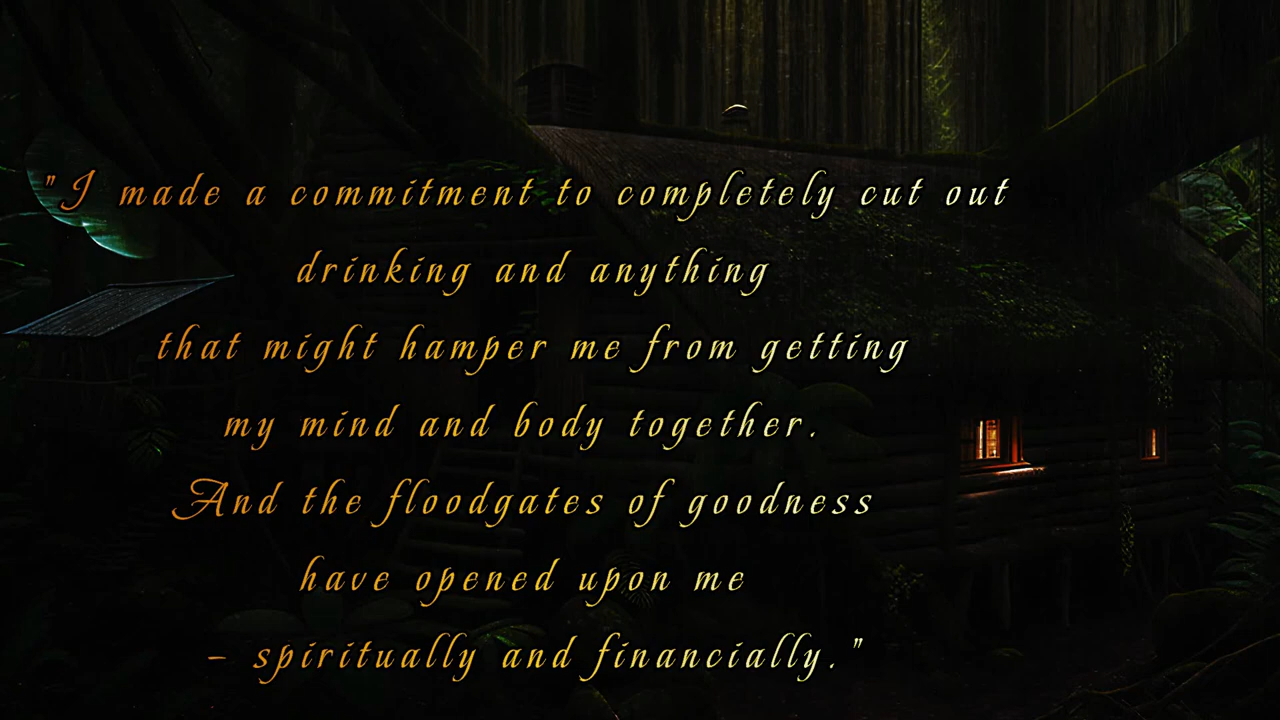 "I made a commitment to completely cut out
drinking and anything
that might hamper me from getting
my mind and body together.
And the floodgates of goodness
have opened upon me
– spiritually and financially."